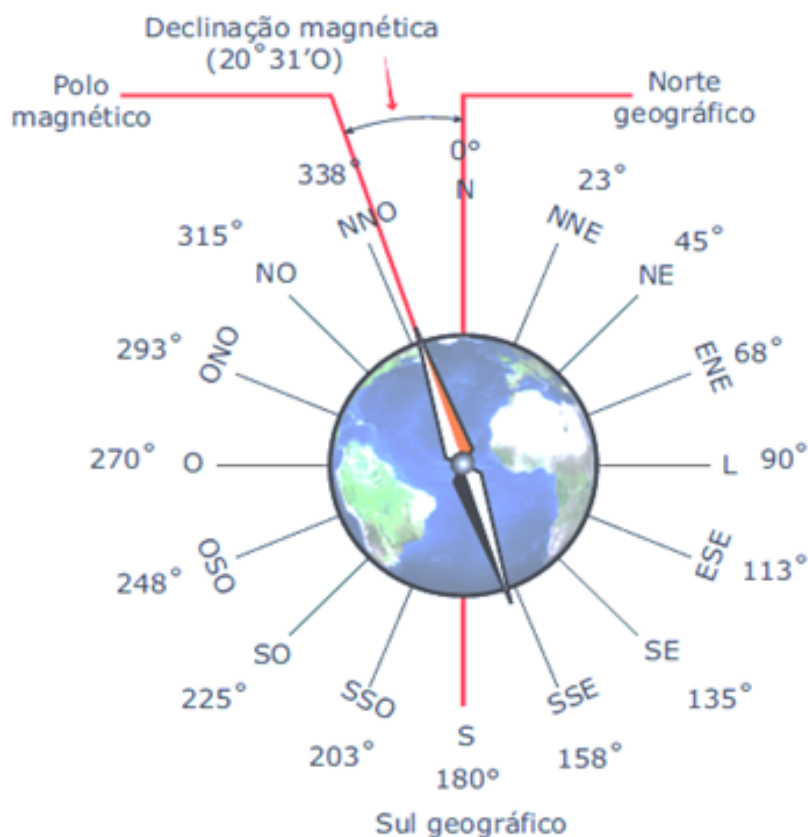 Declinação magnética
(20°31’O)
Polo
magnético
Norte
geográfico
0°
N
338°
NNO
23°
NNE
315°
NO
45°
NE
293°
ONO
68°
ENE
270°
O
L
90°
248°
OSO
ESE
113°
225°
SO
SE
135°
203°
SSO
SSE
158°
S
180°
Sul geográfico